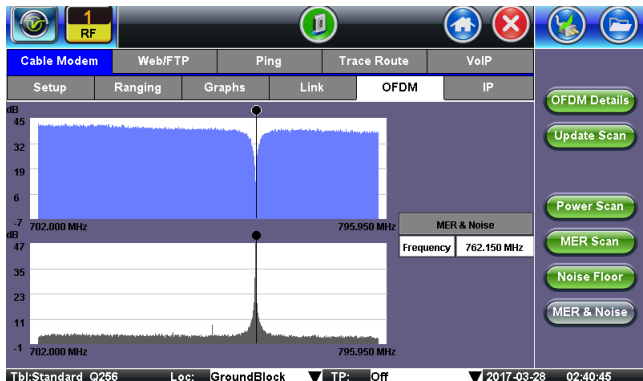 1
RF
Cable Modem Web/FTP Ping Trace Route VoIP
Setup Ranging Graphs Link OFDM IP
OFDM Details
Update Scan
Power Scan
MER Scan
Noise Floor
MER & Noise
dB
45
32
19
6
-7
702.000 MHz 795.950 MHz
MER & Noise
Frequency 762.150 MHz
dB
47
35
23
11
-1
702.000 MHz 795.950 MHz
Tbl:Standard Q256 Loc: GroundBlock TP: Off 2017-03-28 02:40:45